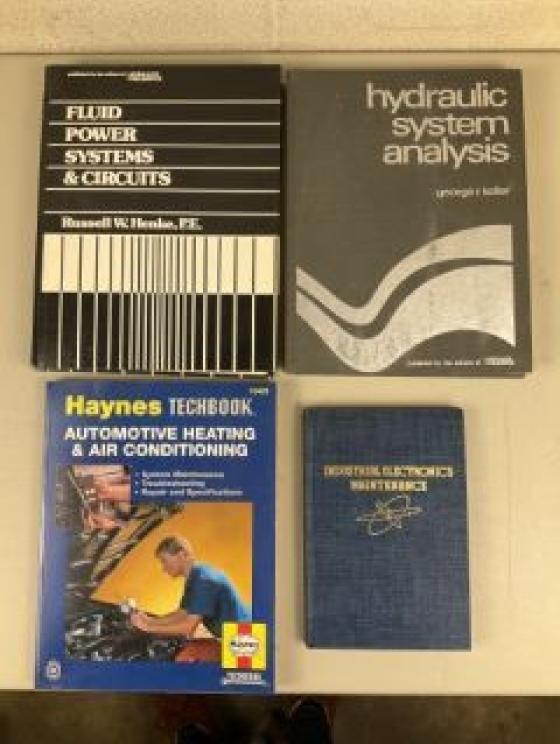 FLUID
POWER
SYSTEMS
& CIRCUITS
Russell W. Henke, P.E.
hydraulic
system
analysis
george r keller
Haynes TECHBOOK
AUTOMOTIVE HEATING
& AIR CONDITIONING
• System Maintenance
• Troubleshooting
• Repair and Specifications
Haynes
INDUSTRIAL ELECTRONICS
MAINTENANCE